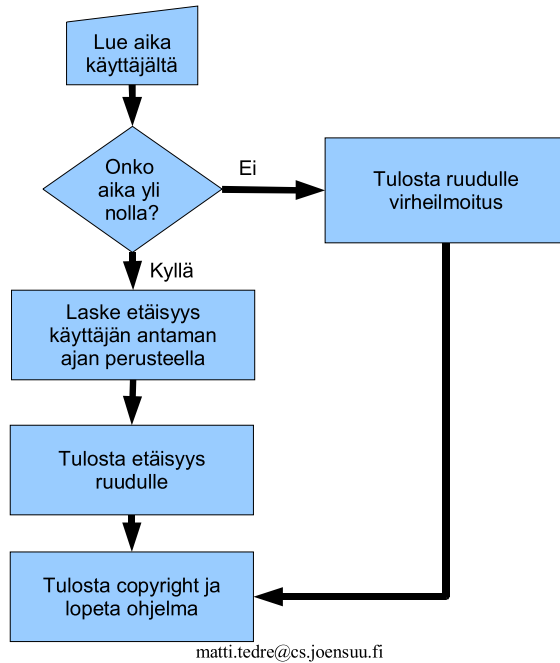 Lue aika
käyttäjältä
Onko
aika yli
nolla?
Ei
Tulosta ruudulle
virheilmoitus
Kyllä
Laske etäisyys
käyttäjän antaman
ajan perusteella
Tulosta etäisyys
ruudulle
Tulosta copyright ja
lopeta ohjelma
matti.tedre@cs.joensuu.fi